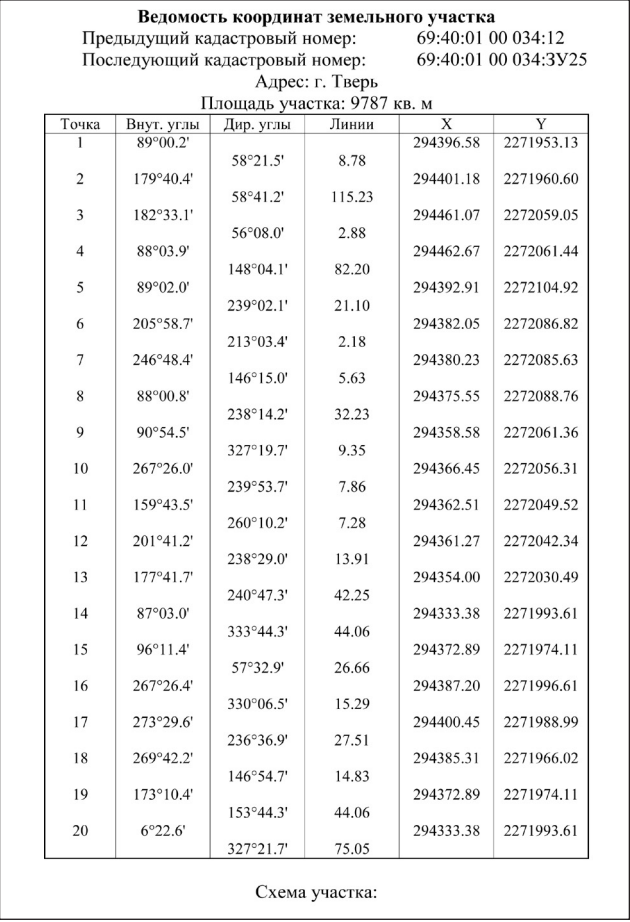 Ведомость координат земельного участка
Предыдущий кадастровый номер: 69:40:01 00 034:12
Последующий кадастровый номер: 69:40:01 00 034:ЗУ25
Адрес: г. Тверь
Площадь участка: 9787 кв. м
Точка Внут. углы Дир. углы Линии X Y
1 89°00.2' 294396.58 2271953.13
58°21.5' 8.78
2 179°40.4' 294401.18 2271960.60
58°41.2' 115.23
3 182°33.1' 294461.07 2272059.05
56°08.0' 2.88
4 88°03.9' 294462.67 2272061.44
148°04.1' 82.20
5 89°02.0' 294392.91 2272104.92
239°02.1' 21.10
6 205°58.7' 294382.05 2272086.82
213°03.4' 2.18
7 246°48.4' 294380.23 2272085.63
146°15.0' 5.63
8 88°00.8' 294375.55 2272088.76
238°14.2' 32.23
9 90°54.5' 294358.58 2272061.36
327°19.7' 9.35
10 267°26.0' 294366.45 2272056.31
239°53.7' 7.86
11 159°43.5' 294362.51 2272049.52
260°10.2' 7.28
12 201°41.2' 294361.27 2272042.34
238°29.0' 13.91
13 177°41.7' 294354.00 2272030.49
240°47.3' 42.25
14 87°03.0' 294333.38 2271993.61
333°44.3' 44.06
15 96°11.4' 294372.89 2271974.11
57°32.9' 26.66
16 267°26.4' 294387.20 2271996.61
330°06.5' 15.29
17 273°29.6' 294400.45 2271988.99
236°36.9' 27.51
18 269°42.2' 294385.31 2271966.02
146°54.7' 14.83
19 173°10.4' 294372.89 2271974.11
153°44.3' 44.06
20 6°22.6' 294333.38 2271993.61
327°21.7' 75.05
Схема участка: